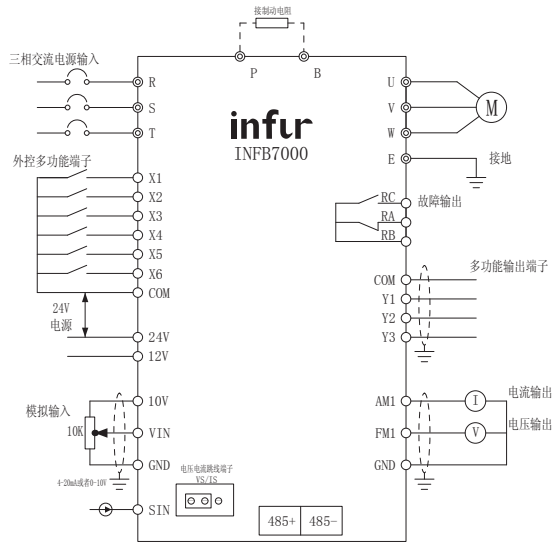 接制动电阻
三相交流电源输入
P
B
R
U
S
V
M
T
W
infur
INFB7000
E
接地
外控多功能端子
X1
X2
X3
X4
X5
X6
COM
RC
故障输出
RA
RB
24V
电源
24V
12V
COM
多功能输出端子
Y1
Y2
Y3
模拟输入
10K
10V
VIN
GND
4-20mA或者0-10V
SIN
电压电流跳线端子
VS/IS
AM1
I
电流输出
FM1
V
电压输出
GND
485+ 485-